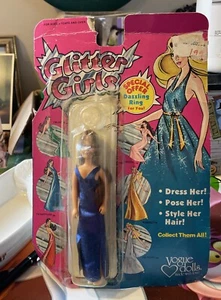 Glitter
Girls
SPECIAL
OFFER
Dazzling
Ring
For You!
• Dress Her!
• Pose Her!
• Style Her
Hair!
Collect Them All!
Vogue
dolls